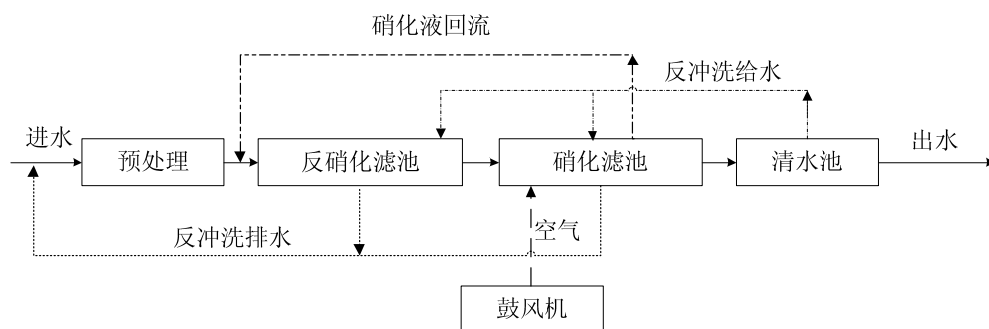 硝化液回流
反冲洗给水
进水
出水
预处理
反硝化滤池
硝化滤池
清水池
反冲洗排水
空气
鼓风机